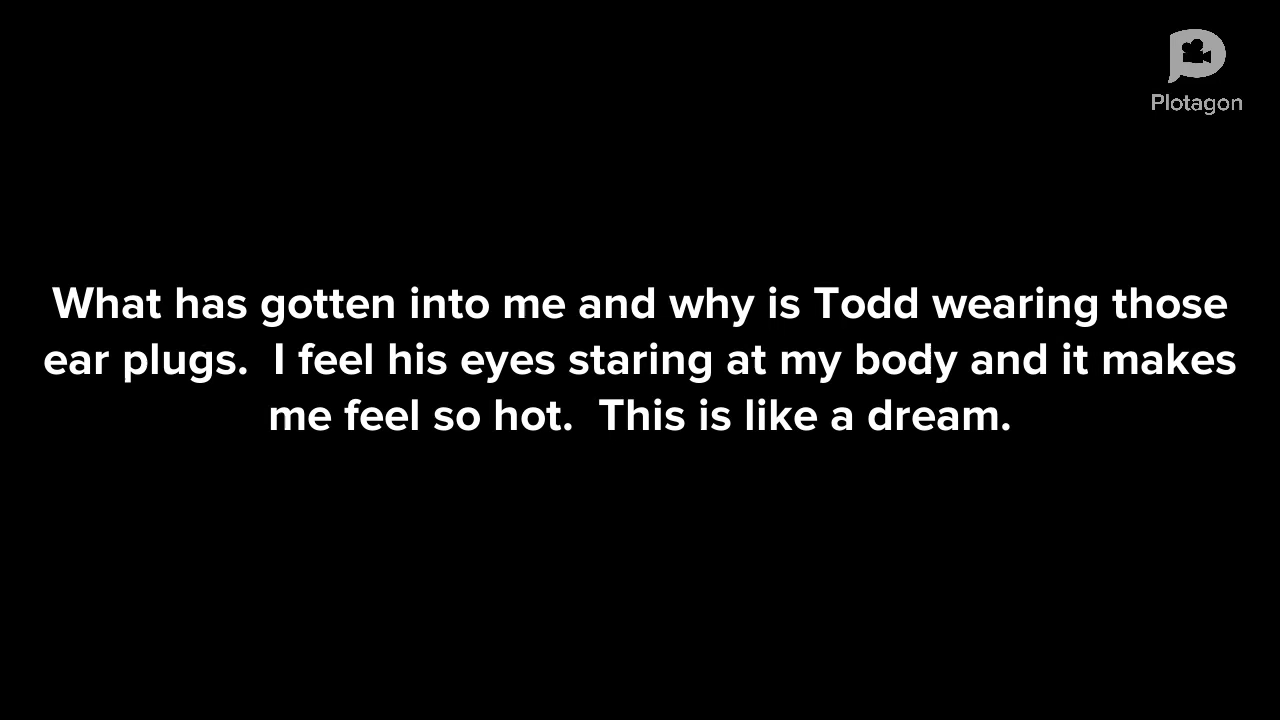 Plotagon
What has gotten into me and why is Todd wearing those
ear plugs.  I feel his eyes staring at my body and it makes
me feel so hot.  This is like a dream.